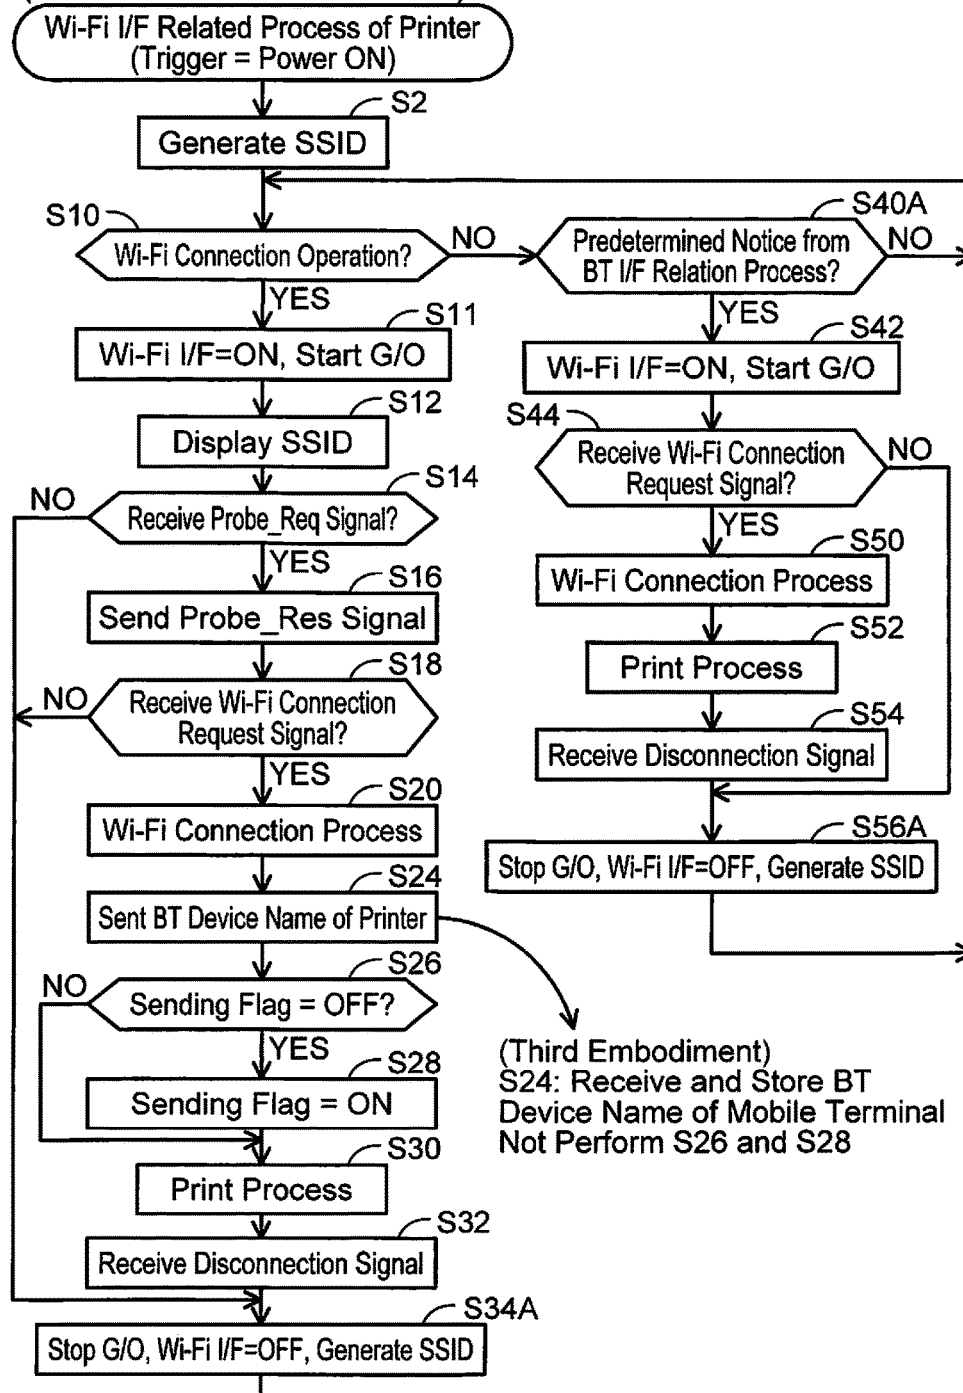 Wi-Fi I/F Related Process of Printer
(Trigger = Power ON)
S2
Generate SSID
S10
Wi-Fi Connection Operation?
NO
YES
S11
Wi-Fi I/F=ON, Start G/O
S12
Display SSID
S14
NO
Receive Probe_Req Signal?
YES
S16
Send Probe_Res Signal
S18
NO
Receive Wi-Fi Connection
Request Signal?
YES
S20
Wi-Fi Connection Process
S24
Sent BT Device Name of Printer
S26
NO
Sending Flag = OFF?
YES
S28
Sending Flag = ON
S30
Print Process
S32
Receive Disconnection Signal
S34A
Stop G/O, Wi-Fi I/F=OFF, Generate SSID
S40A
Predetermined Notice from
BT I/F Relation Process?
NO
YES
S42
Wi-Fi I/F=ON, Start G/O
S44
Receive Wi-Fi Connection
Request Signal?
NO
YES
S50
Wi-Fi Connection Process
S52
Print Process
S54
Receive Disconnection Signal
S56A
Stop G/O, Wi-Fi I/F=OFF, Generate SSID
(Third Embodiment)
S24: Receive and Store BT
Device Name of Mobile Terminal
Not Perform S26 and S28